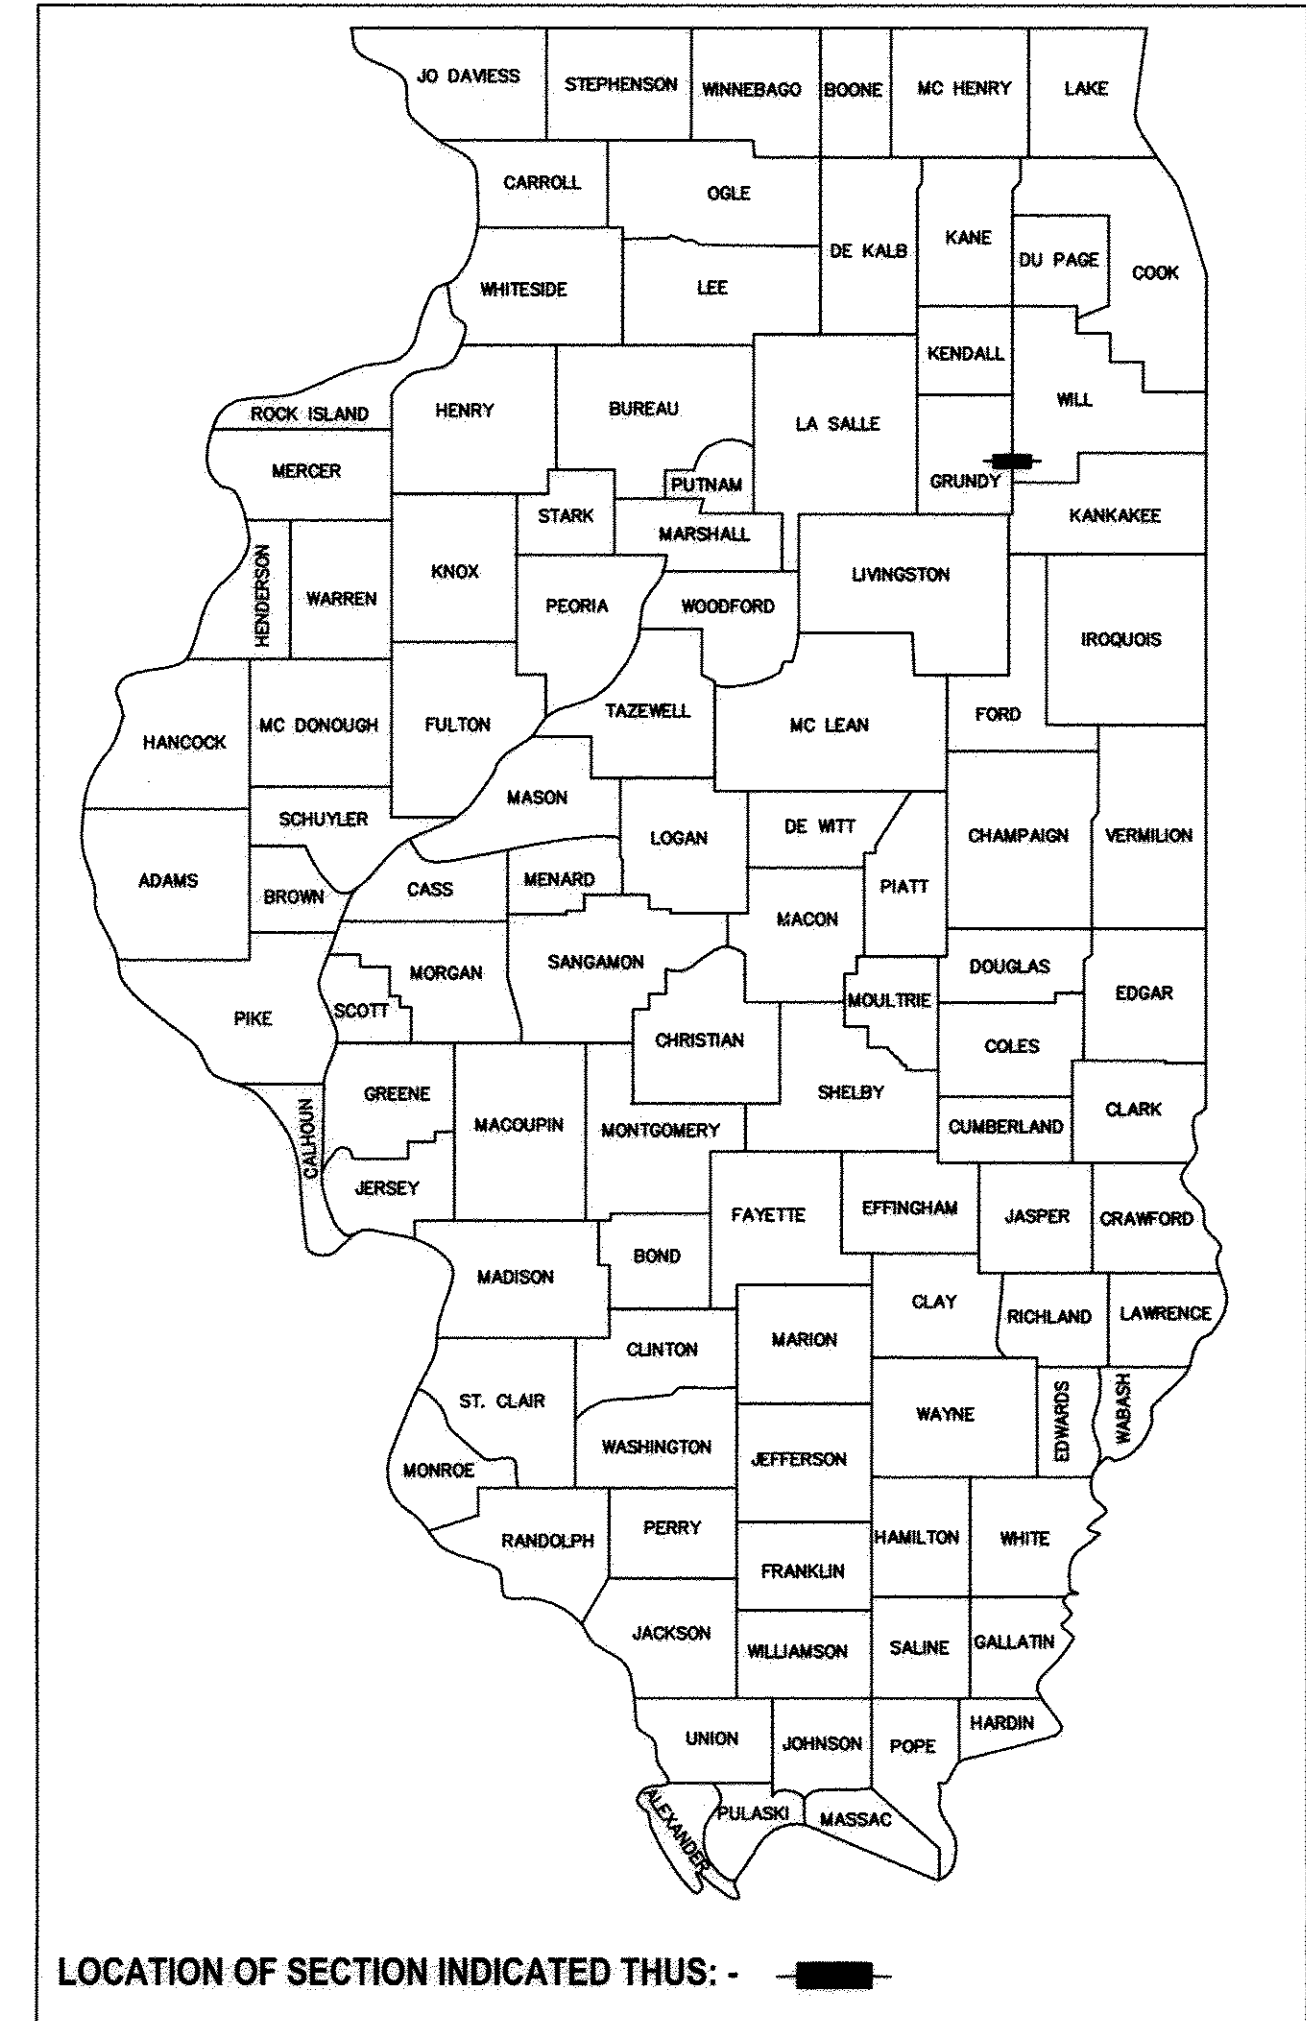 JO DAVIESS
STEPHENSON
WINNEBAGO
BOONE
MC HENRY
LAKE
CARROLL
OGLE
DE KALB
KANE
DU PAGE
COOK
WHITESIDE
LEE
KENDALL
ROCK ISLAND
HENRY
BUREAU
LA SALLE
WILL
MERCER
PUTNAM
GRUNDY
STARK
MARSHALL
KANKAKEE
HENDERSON
WARREN
KNOX
PEORIA
WOODFORD
LIVINGSTON
IROQUOIS
HANCOCK
MC DONOUGH
FULTON
TAZEWELL
MC LEAN
FORD
SCHUYLER
MASON
LOGAN
DE WITT
CHAMPAIGN
VERMILION
ADAMS
BROWN
CASS
MENARD
PIATT
MACON
PIKE
SCOTT
MORGAN
SANGAMON
CHRISTIAN
MOULTRIE
DOUGLAS
EDGAR
COLES
CALHOUN
GREENE
MACOUPIN
MONTGOMERY
SHELBY
CUMBERLAND
CLARK
JERSEY
FAYETTE
EFFINGHAM
JASPER
CRAWFORD
MADISON
BOND
CLAY
RICHLAND
LAWRENCE
CLINTON
MARION
ST. CLAIR
WAYNE
EDWARDS
WABASH
MONROE
WASHINGTON
JEFFERSON
RANDOLPH
PERRY
FRANKLIN
HAMILTON
WHITE
JACKSON
WILLIAMSON
SALINE
GALLATIN
UNION
JOHNSON
POPE
HARDIN
ALEXANDER
PULASKI
MASSAC
LOCATION OF SECTION INDICATED THUS: -